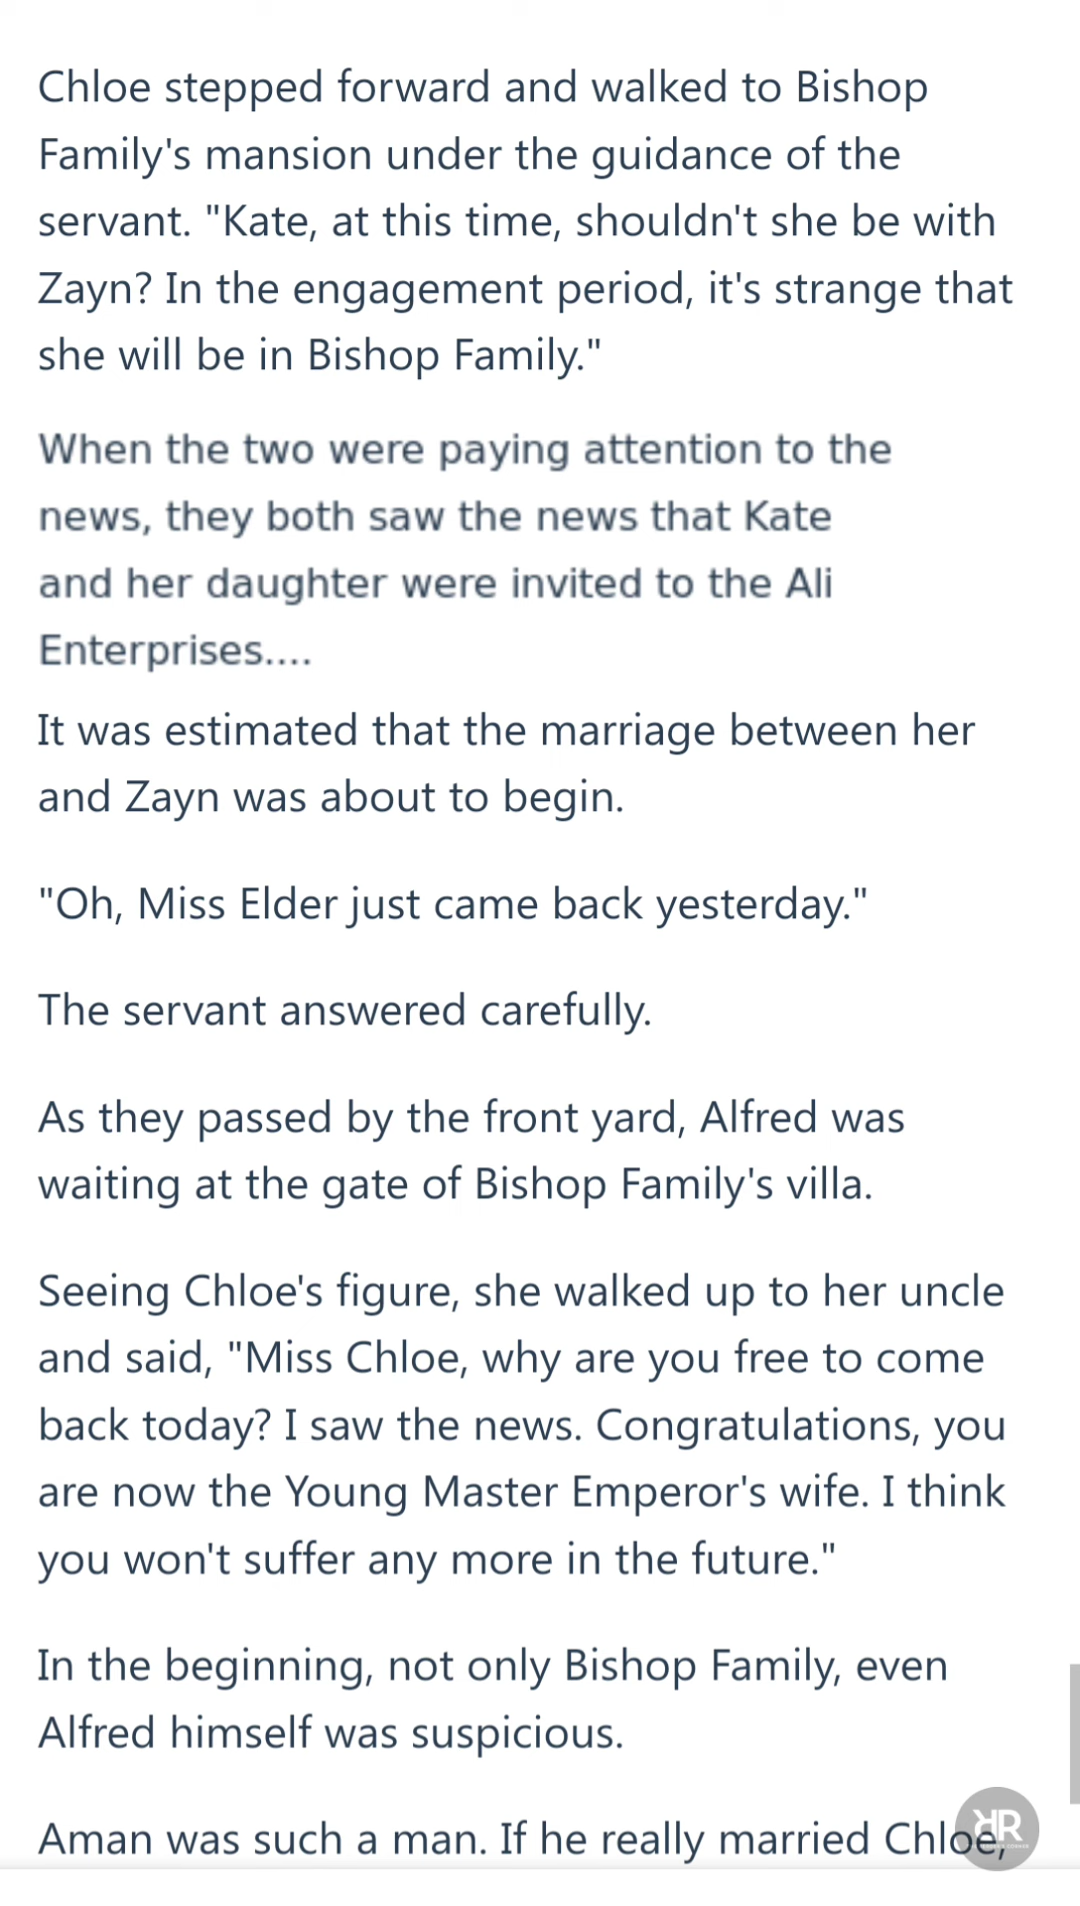 Chloe stepped forward and walked to Bishop
Family's mansion under the guidance of the
servant. "Kate, at this time, shouldn't she be with
Zayn? In the engagement period, it's strange that
she will be in Bishop Family."
When the two were paying attention to the
news, they both saw the news that Kate
and her daughter were invited to the Ali
Enterprises....
It was estimated that the marriage between her
and Zayn was about to begin.
"Oh, Miss Elder just came back yesterday."
The servant answered carefully.
As they passed by the front yard, Alfred was
waiting at the gate of Bishop Family's villa.
Seeing Chloe's figure, she walked up to her uncle
and said, "Miss Chloe, why are you free to come
back today? I saw the news. Congratulations, you
are now the Young Master Emperor's wife. I think
you won't suffer any more in the future."
In the beginning, not only Bishop Family, even
Alfred himself was suspicious.
Aman was such a man. If he really married Chloe,